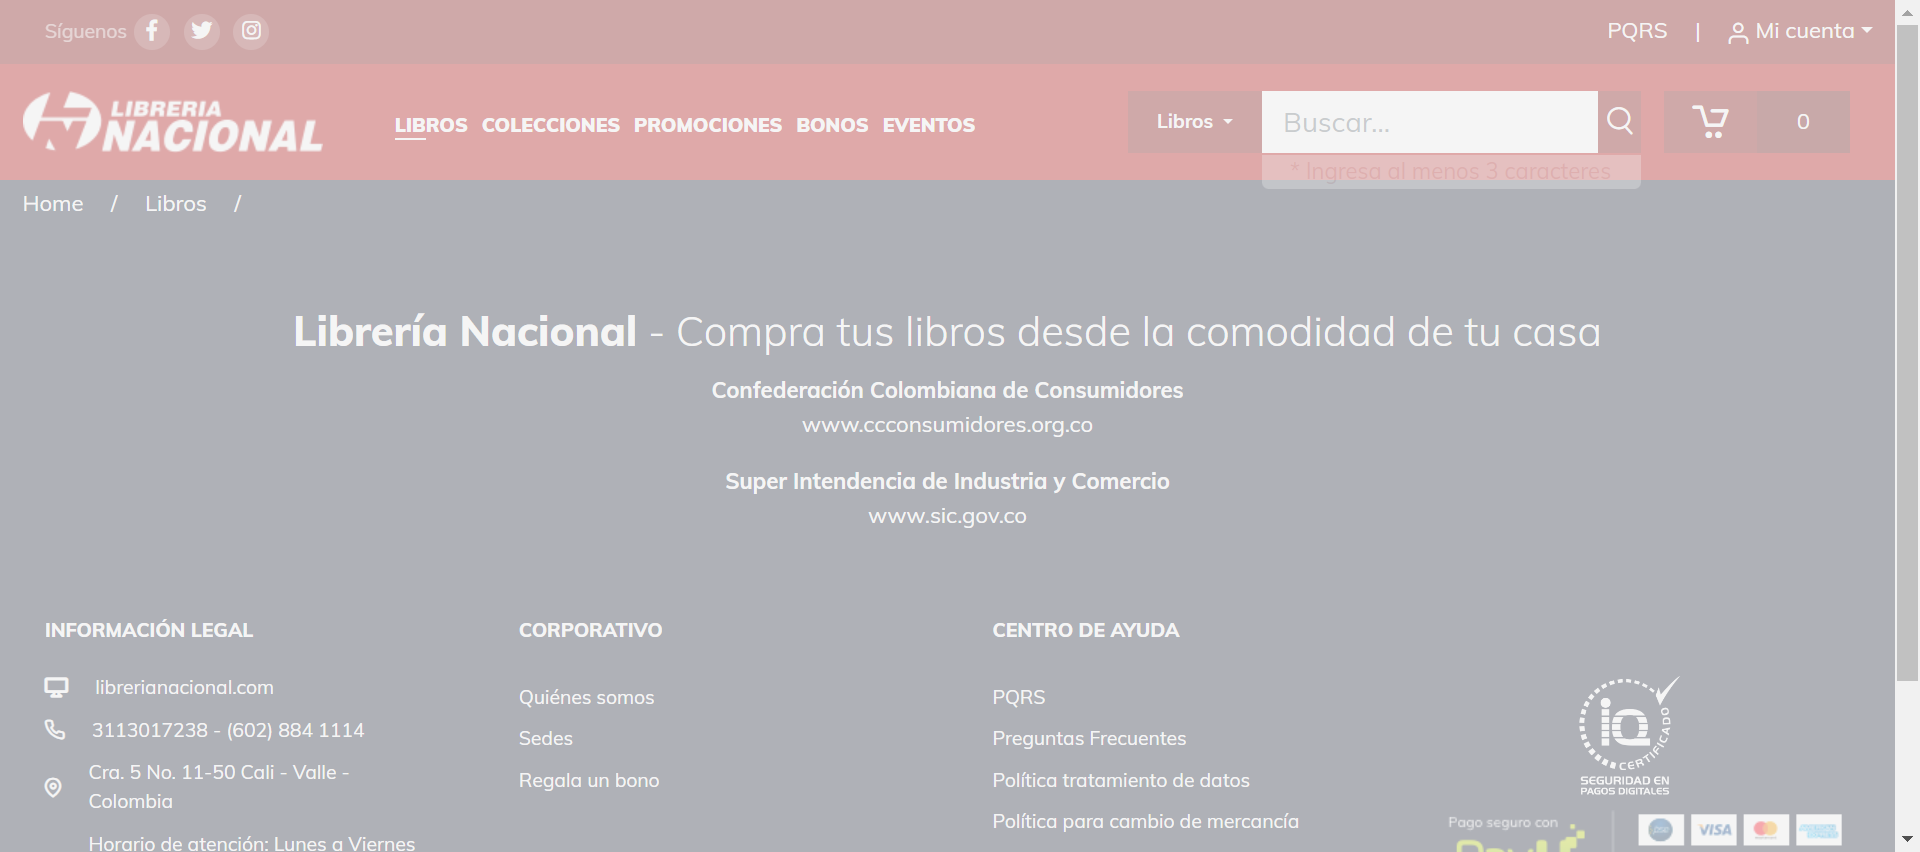 Síguenos
PQRS | Mi cuenta
LIBRERIA
NACIONAL
LIBROS COLECCIONES PROMOCIONES BONOS EVENTOS
Libros
Buscar...
0
* Ingresa al menos 3 caracteres
Home / Libros /
Librería Nacional - Compra tus libros desde la comodidad de tu casa
Confederación Colombiana de Consumidores
www.ccconsumidores.org.co
Super Intendencia de Industria y Comercio
www.sic.gov.co
INFORMACIÓN LEGAL
librerianacional.com
3113017238 - (602) 884 1114
Cra. 5 No. 11-50 Cali - Valle -
Colombia
Horario de atención: Lunes a Viernes
CORPORATIVO
Quiénes somos
Sedes
Regala un bono
CENTRO DE AYUDA
PQRS
Preguntas Frecuentes
Política tratamiento de datos
Política para cambio de mercancía
iQ
CERTIFICADO
SEGURIDAD EN
PAGOS DIGITALES
Pago seguro con
PayU
VISA